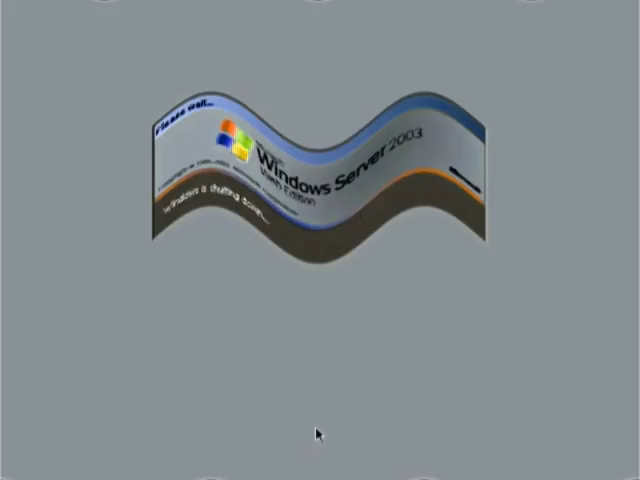 Please wait...
Windows Server 2003
Web Edition
Windows is shutting down...